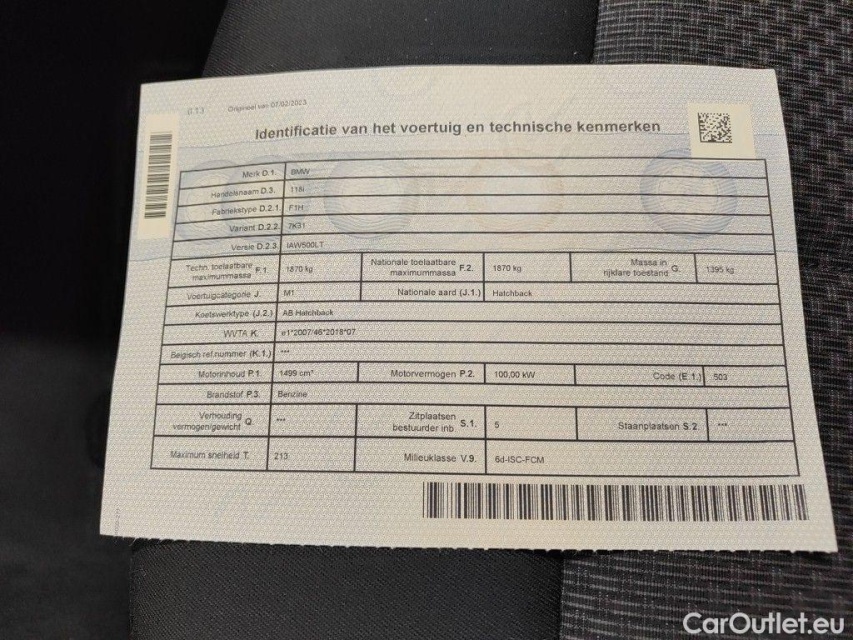 0.13 Origineel van 07/03/2023
Identificatie van het voertuig en technische kenmerken
Merk D.1. BMW
Handelsnaam D.3. 118i
Fabriekstype D.2.1. F1H
Variant D.2.2. 7K31
Versie D.2.3. IAW500LT
Techn. toelaatbare maximummassa F.1. 1870 kg Nationale toelaatbare maximummassa F.2. 1870 kg Massa in rijklare toestand G. 1395 kg
Voertuigcategorie J. M1 Nationale aard (J.1.) Hatchback
Koetswerktype (J.2.) AB Hatchback
WVTA K. e1*2007/46*2018*07
Belgisch ref.nummer (K.1.) ***
Motorinhoud P.1. 1499 cm³ Motorvermogen P.2. 100,00 kW Code (E.1.) 503
Brandstof P.3. Benzine
Verhouding vermogen/gewicht Q. *** Zitplaatsen bestuurder inb. S.1. 5 Staanplaatsen S.2. ***
Maximum snelheid T. 213 Milieuklasse V.9. 6d-ISC-FCM
CarOutlet.eu